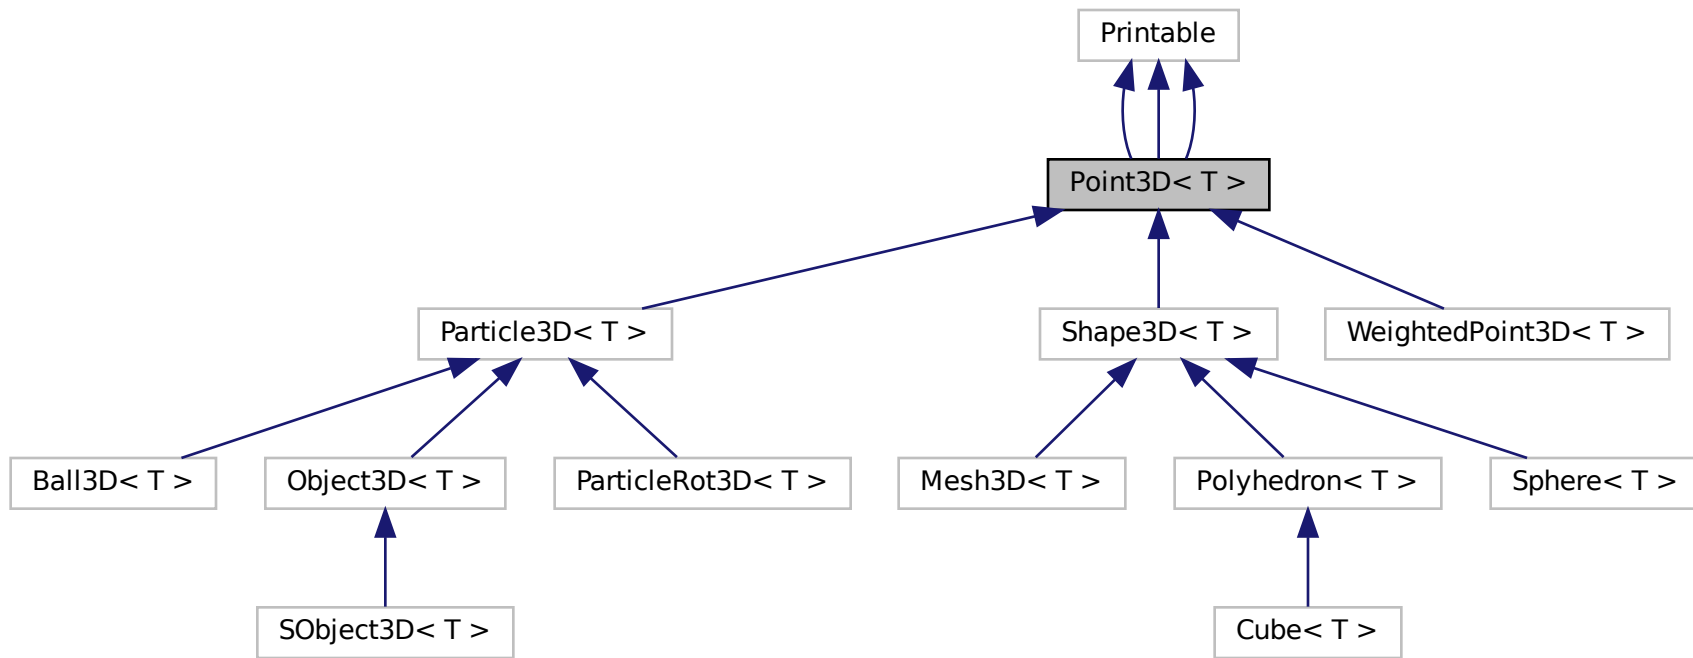 Printable
Point3D< T >
Particle3D< T >
Shape3D< T >
WeightedPoint3D< T >
Ball3D< T >
Object3D< T >
ParticleRot3D< T >
Mesh3D< T >
Polyhedron< T >
Sphere< T >
SObject3D< T >
Cube< T >